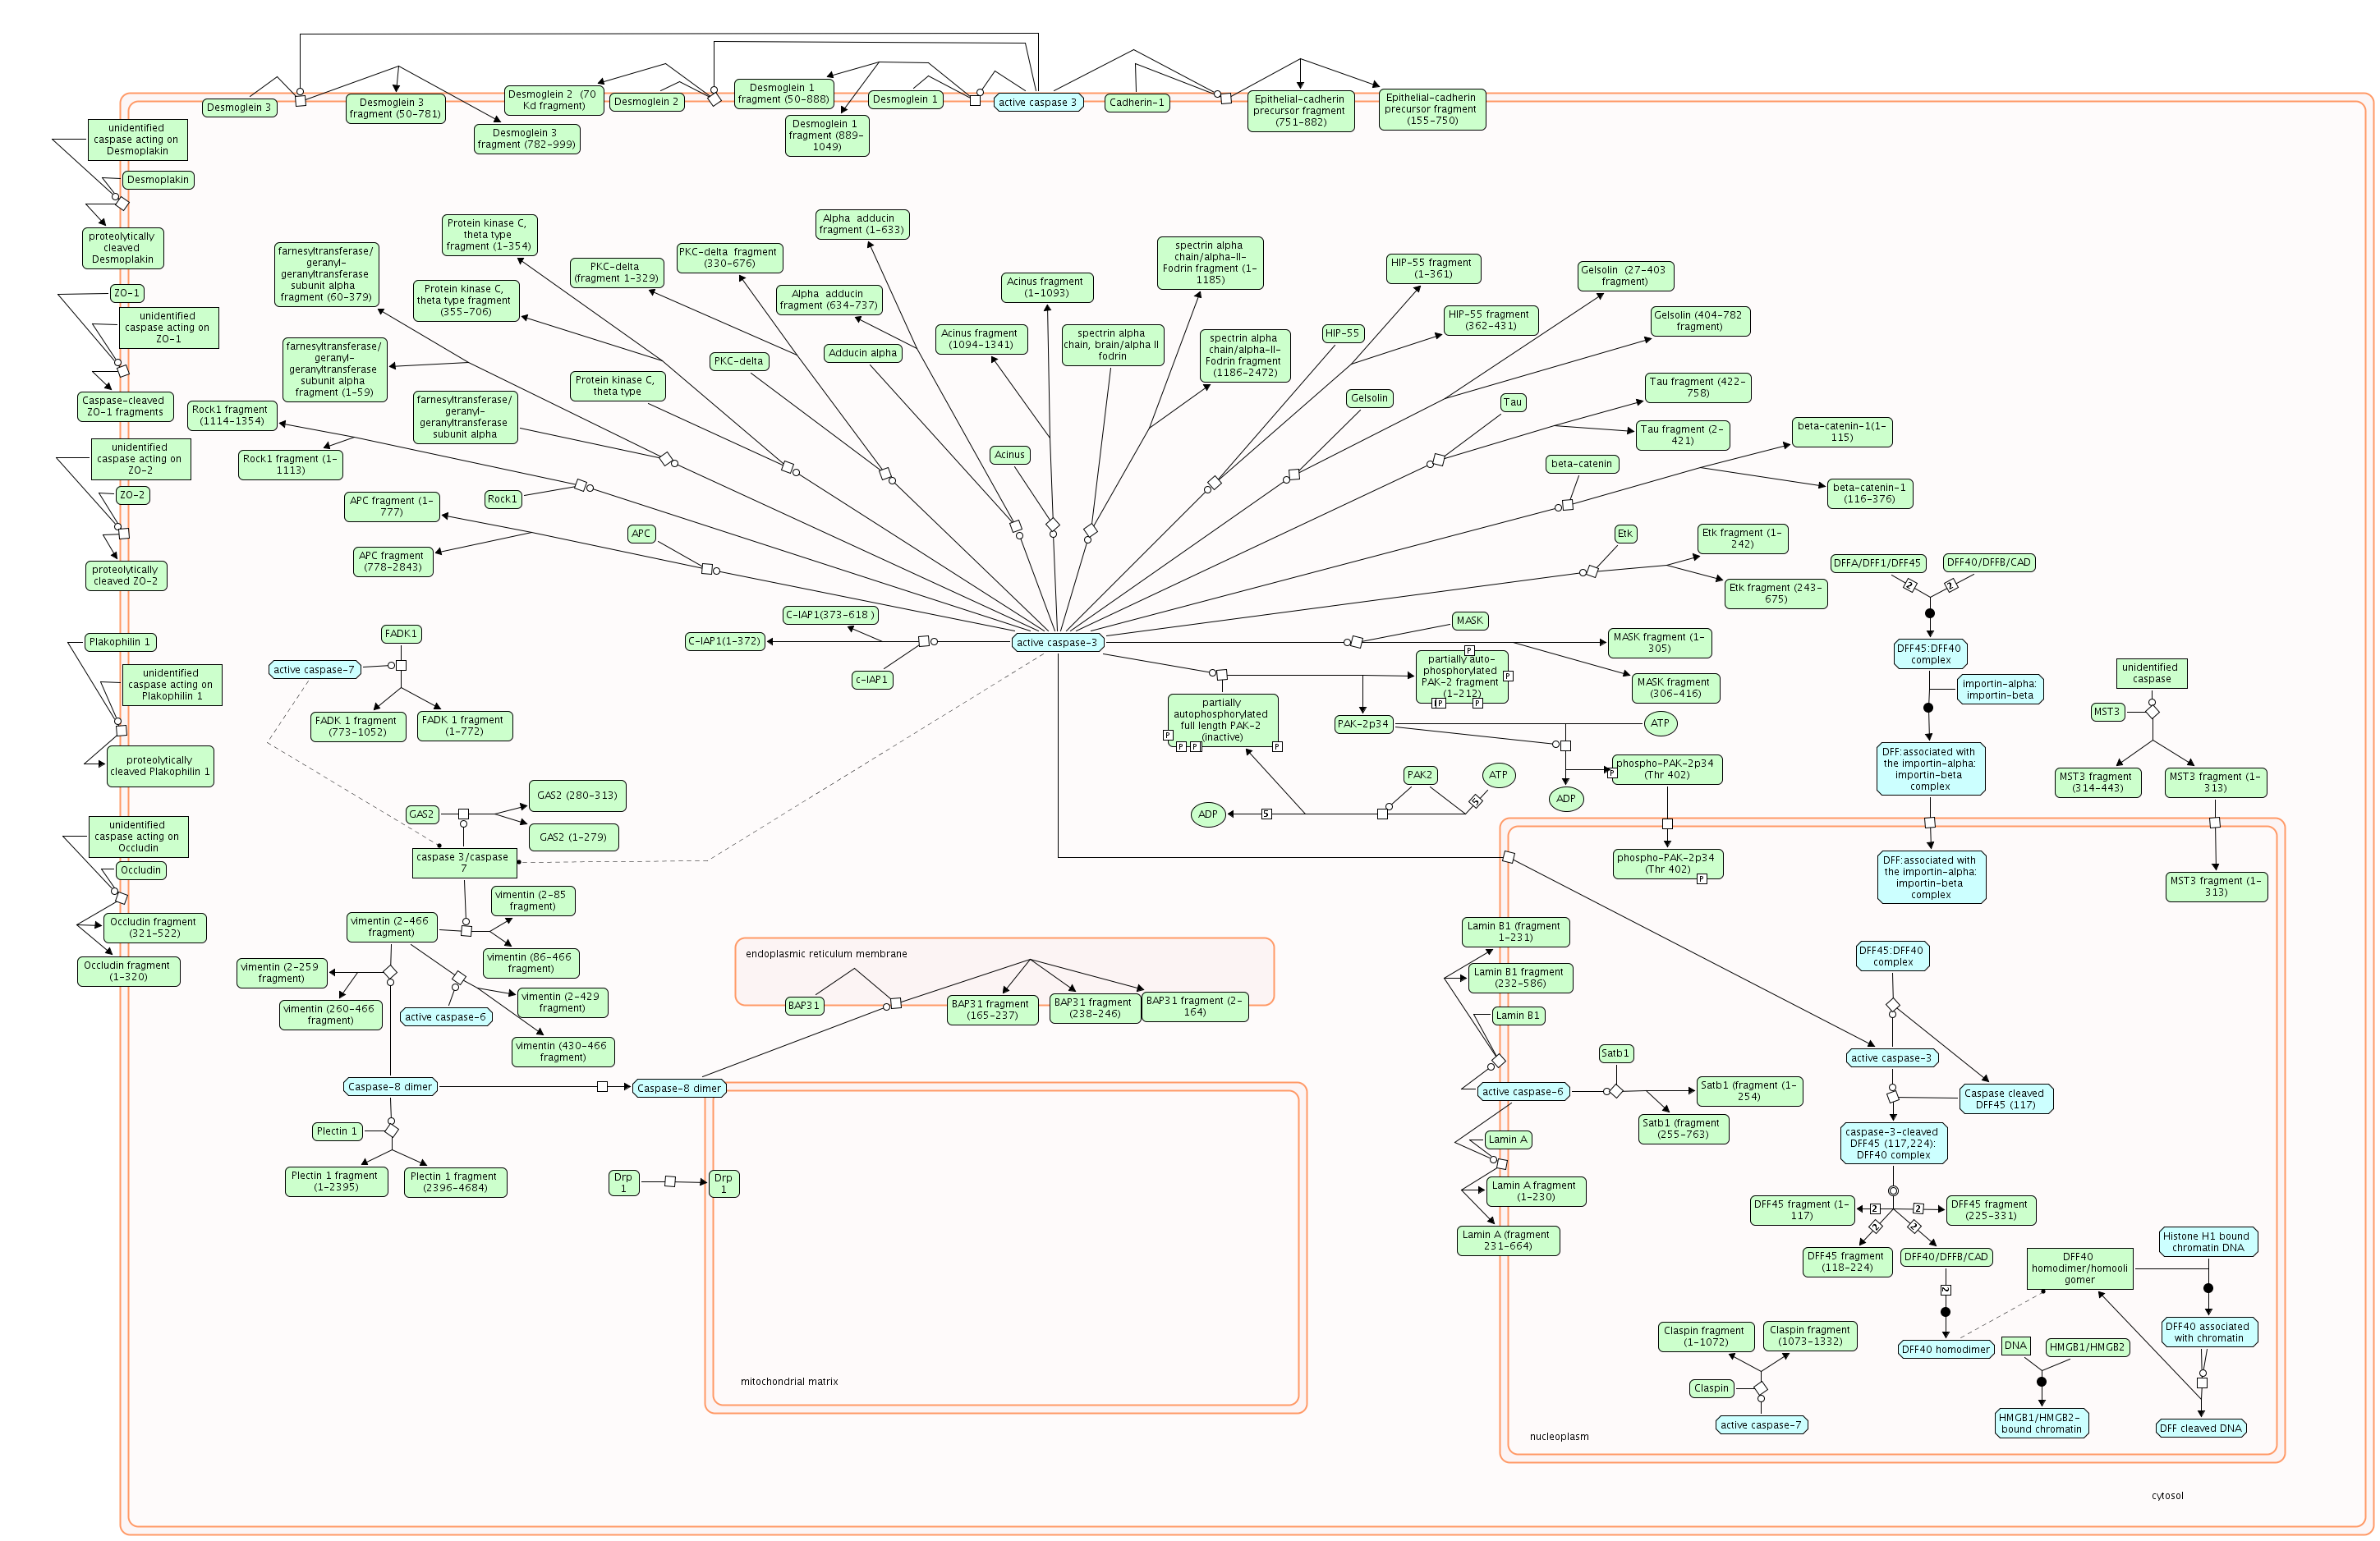 Desmoglein 3
Desmoglein 3
fragment (50-781)
Desmoglein 3
fragment (782-999)
Desmoglein 2 (70
Kd fragment)
Desmoglein 2
Desmoglein 1
fragment (50-888)
Desmoglein 1
fragment (889-
1049)
Desmoglein 1
active caspase 3
Cadherin-1
Epithelial-cadherin
precursor fragment
(751-882)
Epithelial-cadherin
precursor fragment
(155-750)
unidentified
caspase acting on
Desmoplakin
Desmoplakin
proteolytically
cleaved
Desmoplakin
ZO-1
unidentified
caspase acting on
ZO-1
Caspase-cleaved
ZO-1 fragments
unidentified
caspase acting on
ZO-2
ZO-2
proteolytically
cleaved ZO-2
Plakophilin 1
unidentified
caspase acting on
Plakophilin 1
proteolytically
cleaved Plakophilin 1
unidentified
caspase acting on
Occludin
Occludin
Occludin fragment
(321-522)
Occludin fragment
(1-320)
farnesyltransferase/
geranyl-
geranyltransferase
subunit alpha
fragment (60-379)
farnesyltransferase/
geranyl-
geranyltransferase
subunit alpha
fragment (1-59)
farnesyltransferase/
geranyl-
geranyltransferase
subunit alpha
Protein kinase C,
theta type
fragment (1-354)
Protein kinase C,
theta type fragment
(355-706)
Protein kinase C,
theta type
PKC-delta
(fragment 1-329)
PKC-delta fragment
(330-676)
PKC-delta
Alpha adducin
fragment (1-633)
Alpha adducin
fragment (634-737)
Adducin alpha
Acinus fragment
(1-1093)
Acinus fragment
(1094-1341)
Acinus
spectrin alpha
chain, brain/alpha II
fodrin
spectrin alpha
chain/alpha-II-
Fodrin fragment (1-
1185)
spectrin alpha
chain/alpha-II-
Fodrin fragment
(1186-2472)
HIP-55 fragment
(1-361)
HIP-55 fragment
(362-431)
HIP-55
Gelsolin (27-403
fragment)
Gelsolin (404-782
fragment)
Gelsolin
Tau
Tau fragment (422-
758)
Tau fragment (2-
421)
beta-catenin-1(1-
115)
beta-catenin
beta-catenin-1
(116-376)
Etk
Etk fragment (1-
242)
Etk fragment (243-
675)
Rock1 fragment
(1114-1354)
Rock1 fragment (1-
1113)
Rock1
APC fragment (1-
777)
APC fragment
(778-2843)
APC
C-IAP1(373-618 )
C-IAP1(1-372)
c-IAP1
active caspase-3
MASK
MASK fragment (1-
305)
MASK fragment
(306-416)
P
partially auto-
phosphorylated
PAK-2 fragment
(1-212)
P
P
P
partially
autophosphorylated
full length PAK-2
(inactive)
P
P
P
P
PAK-2p34
ATP
ADP
phospho-PAK-2p34
(Thr 402)
P
PAK2
ATP
5
5
ADP
phospho-PAK-2p34
(Thr 402)
P
FADK1
active caspase-7
FADK 1 fragment
(773-1052)
FADK 1 fragment
(1-772)
GAS2
GAS2 (280-313)
GAS2 (1-279)
caspase 3/caspase
7
vimentin (2-466
fragment)
vimentin (2-85
fragment)
vimentin (86-466
fragment)
vimentin (2-259
fragment)
vimentin (260-466
fragment)
active caspase-6
vimentin (2-429
fragment)
vimentin (430-466
fragment)
Caspase-8 dimer
Caspase-8 dimer
Plectin 1
Plectin 1 fragment
(1-2395)
Plectin 1 fragment
(2396-4684)
endoplasmic reticulum membrane
BAP31
BAP31 fragment
(165-237)
BAP31 fragment
(238-246)
BAP31 fragment (2-
164)
Drp
1
Drp
1
mitochondrial matrix
DFFA/DFF1/DFF45
DFF40/DFFB/CAD
2
2
DFF45:DFF40
complex
importin-alpha:
importin-beta
DFF:associated with
the importin-alpha:
importin-beta
complex
DFF:associated with
the importin-alpha:
importin-beta
complex
unidentified
caspase
MST3
MST3 fragment
(314-443)
MST3 fragment (1-
313)
MST3 fragment (1-
313)
Lamin B1 (fragment
1-231)
Lamin B1 fragment
(232-586)
Lamin B1
active caspase-6
Satb1
Satb1 (fragment (1-
254)
Satb1 (fragment
(255-763)
Lamin A
Lamin A fragment
(1-230)
Lamin A (fragment
231-664)
DFF45:DFF40
complex
active caspase-3
Caspase cleaved
DFF45 (117)
caspase-3-cleaved
DFF45 (117,224):
DFF40 complex
DFF45 fragment (1-
117)
2
2
2
2
DFF45 fragment
(225-331)
DFF45 fragment
(118-224)
DFF40/DFFB/CAD
2
DFF40 homodimer
DFF40
homodimer/homooli
gomer
Histone H1 bound
chromatin DNA
DFF40 associated
with chromatin
DFF cleaved DNA
DNA
HMGB1/HMGB2
HMGB1/HMGB2-
bound chromatin
Claspin fragment
(1-1072)
Claspin fragment
(1073-1332)
Claspin
active caspase-7
nucleoplasm
cytosol